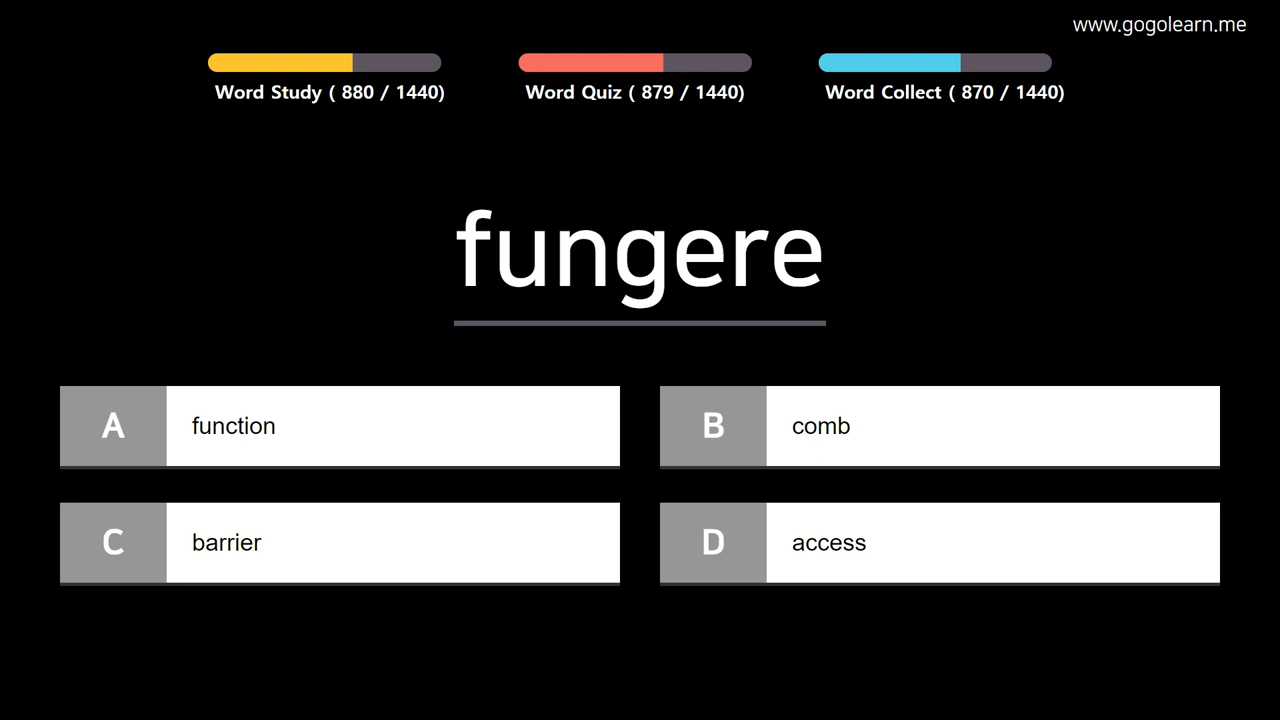 www.gogolearn.me
Word Study ( 880 / 1440)
Word Quiz ( 879 / 1440)
Word Collect ( 870 / 1440)
fungere
A function
B comb
C barrier
D access